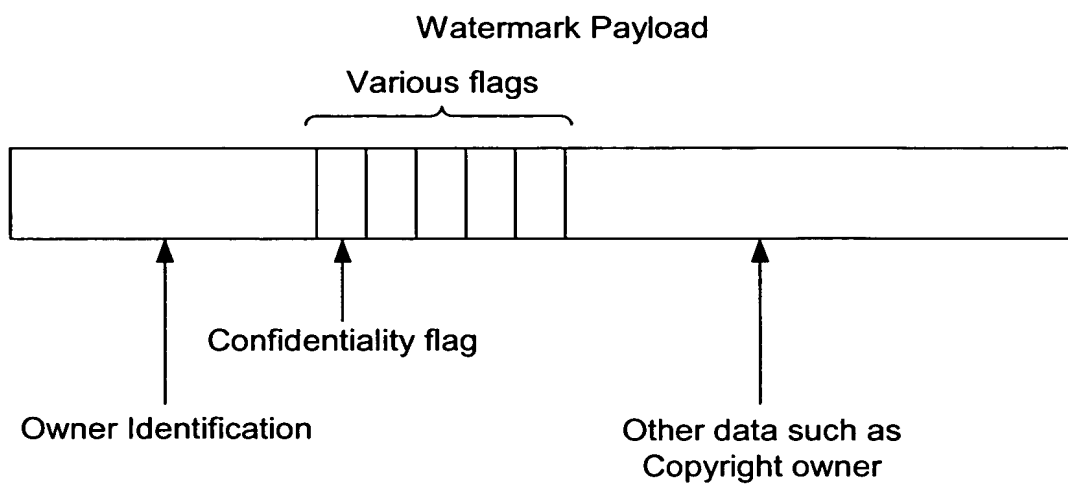 Watermark Payload
Various flags
Confidentiality flag
Owner Identification
Other data such as
Copyright owner